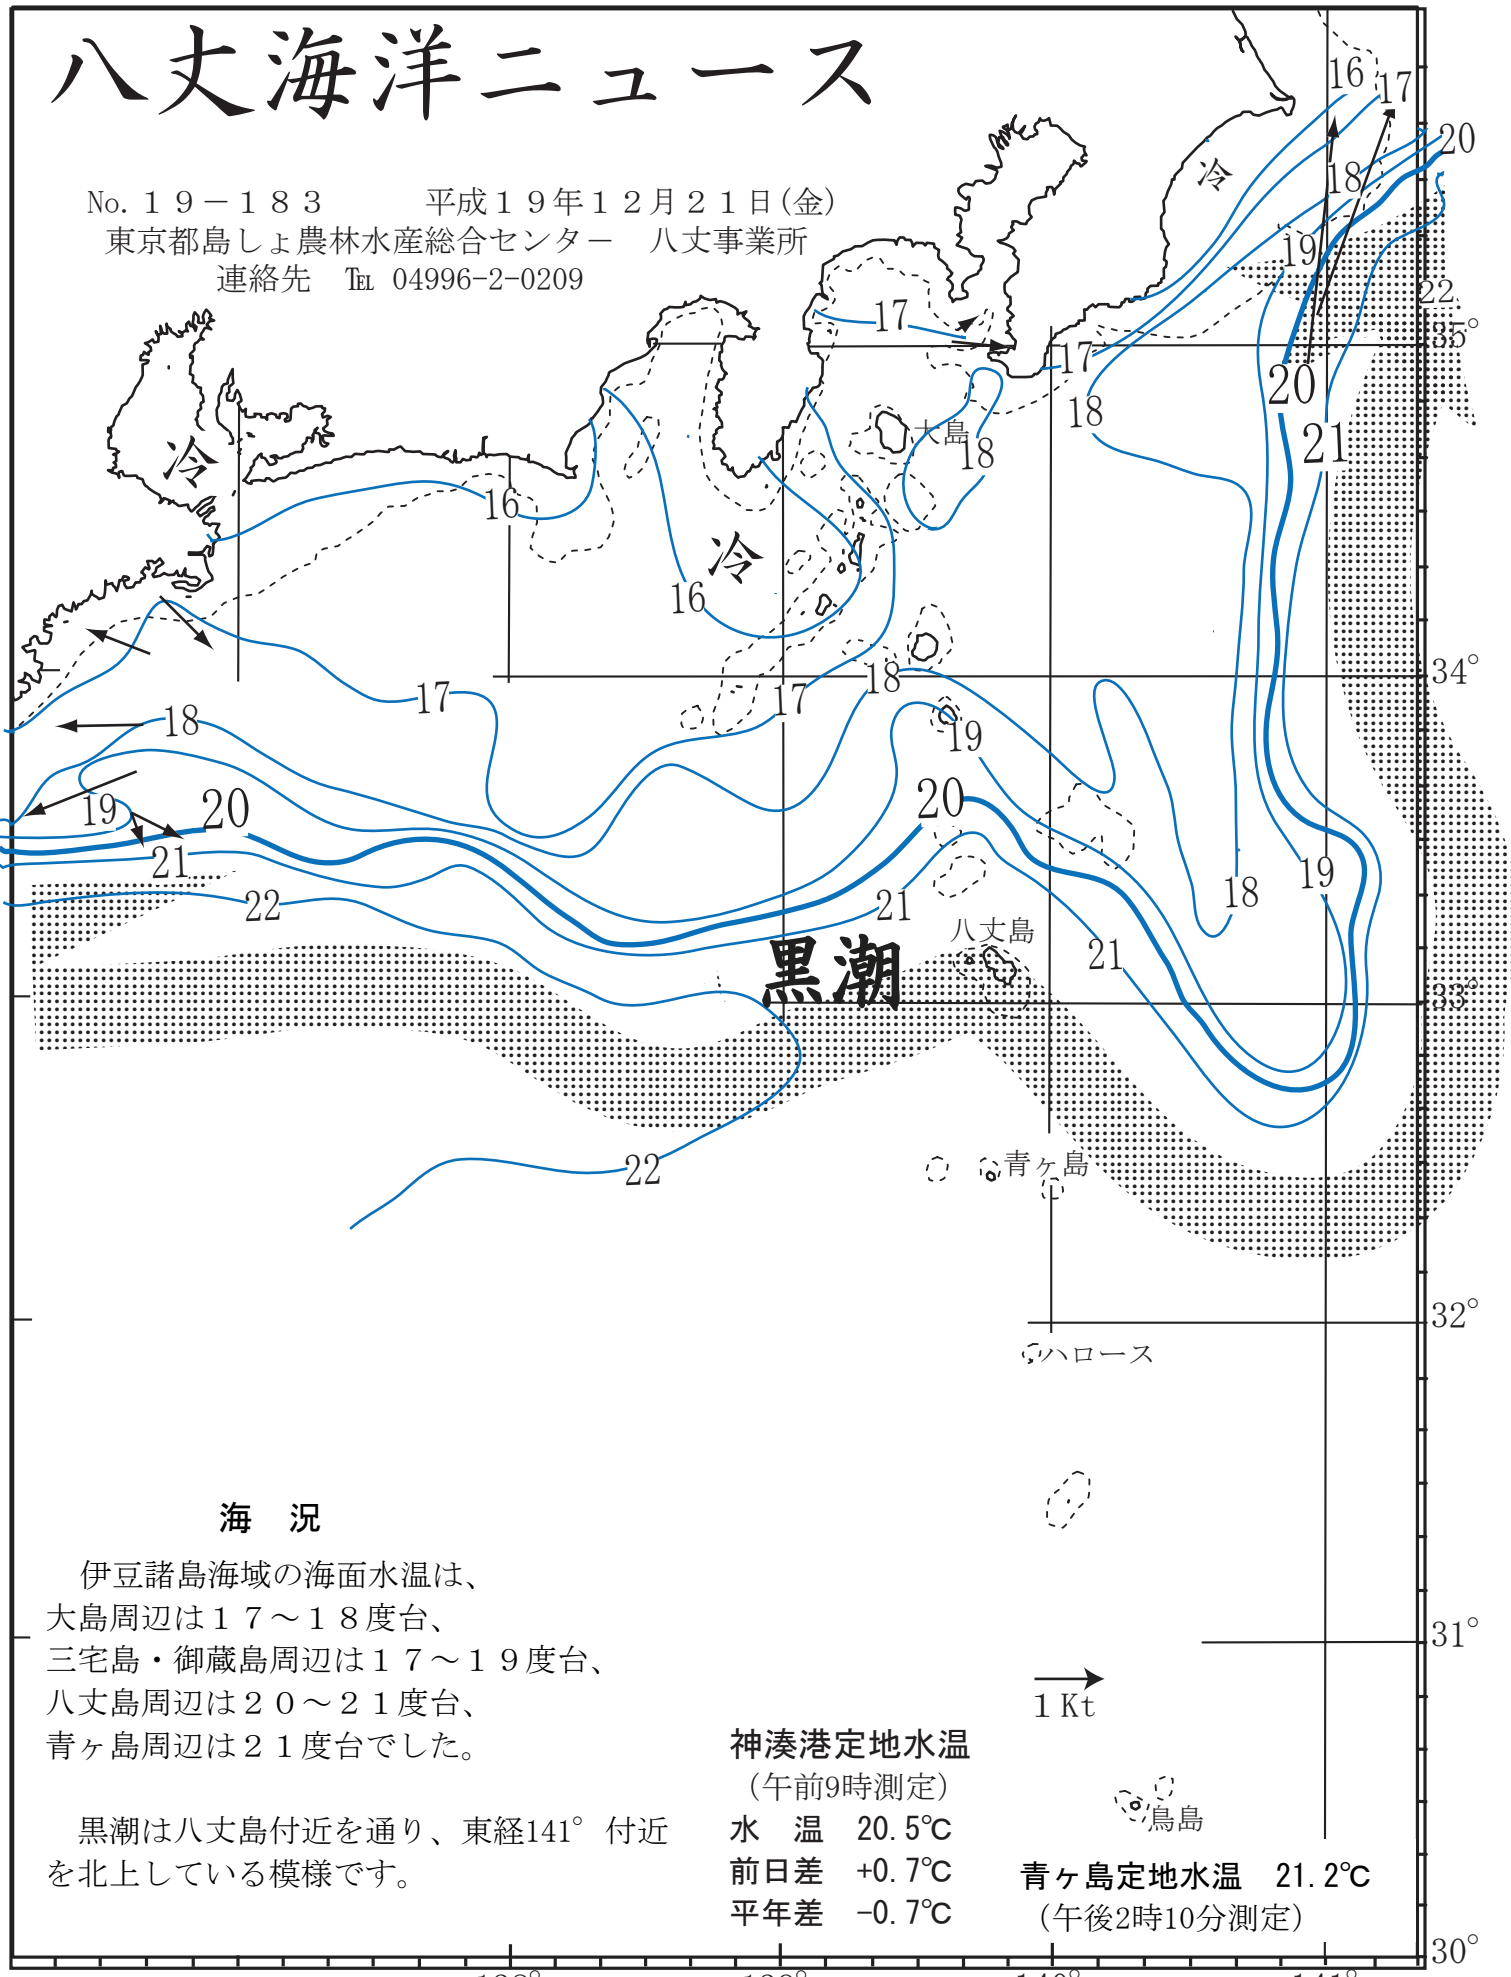 八丈海洋ニュース
No.１９－１８３　　　平成１９年１２月２１日(金)
東京都島しょ農林水産総合センター　八丈事業所
連絡先　℡ 04996-2-0209
16
17
冷
20
18
19
22
17
35°
17
20
大島
18
18
21
冷
16
冷
16
34°
17
18
17
18
19
19
20
20
21
22
21
18
19
八丈島
21
黒潮
33°
22
青ヶ島
32°
ハロース
海　況
伊豆諸島海域の海面水温は、
大島周辺は１７～１８度台、
三宅島・御蔵島周辺は１７～１９度台、
八丈島周辺は２０～２１度台、
青ヶ島周辺は２１度台でした。
黒潮は八丈島付近を通り、東経141°付近
を北上している模様です。
31°
１Kt
神湊港定地水温
（午前9時測定）
水　温　20.5℃
前日差　+0.7℃
平年差　-0.7℃
鳥島
青ヶ島定地水温　21.2℃
（午後2時10分測定）
30°